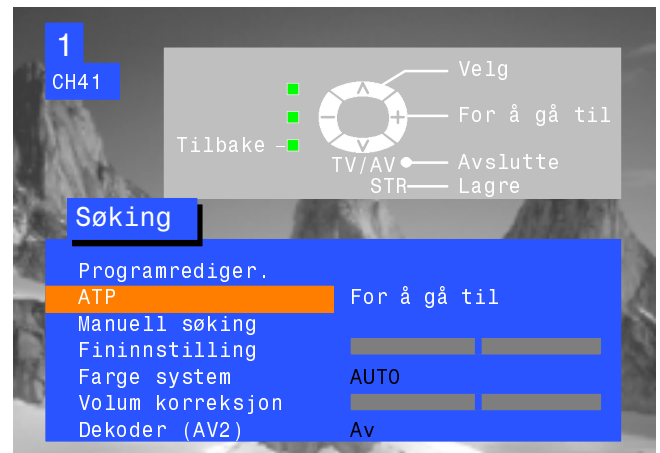 1
CH41
Velg
For å gå til
Tilbake
TV/AV Avslutte
STR Lagre
Søking
Programrediger.
ATP For å gå til
Manuell søking
Fininnstilling
Farge system AUTO
Volum korreksjon
Dekoder (AV2) Av